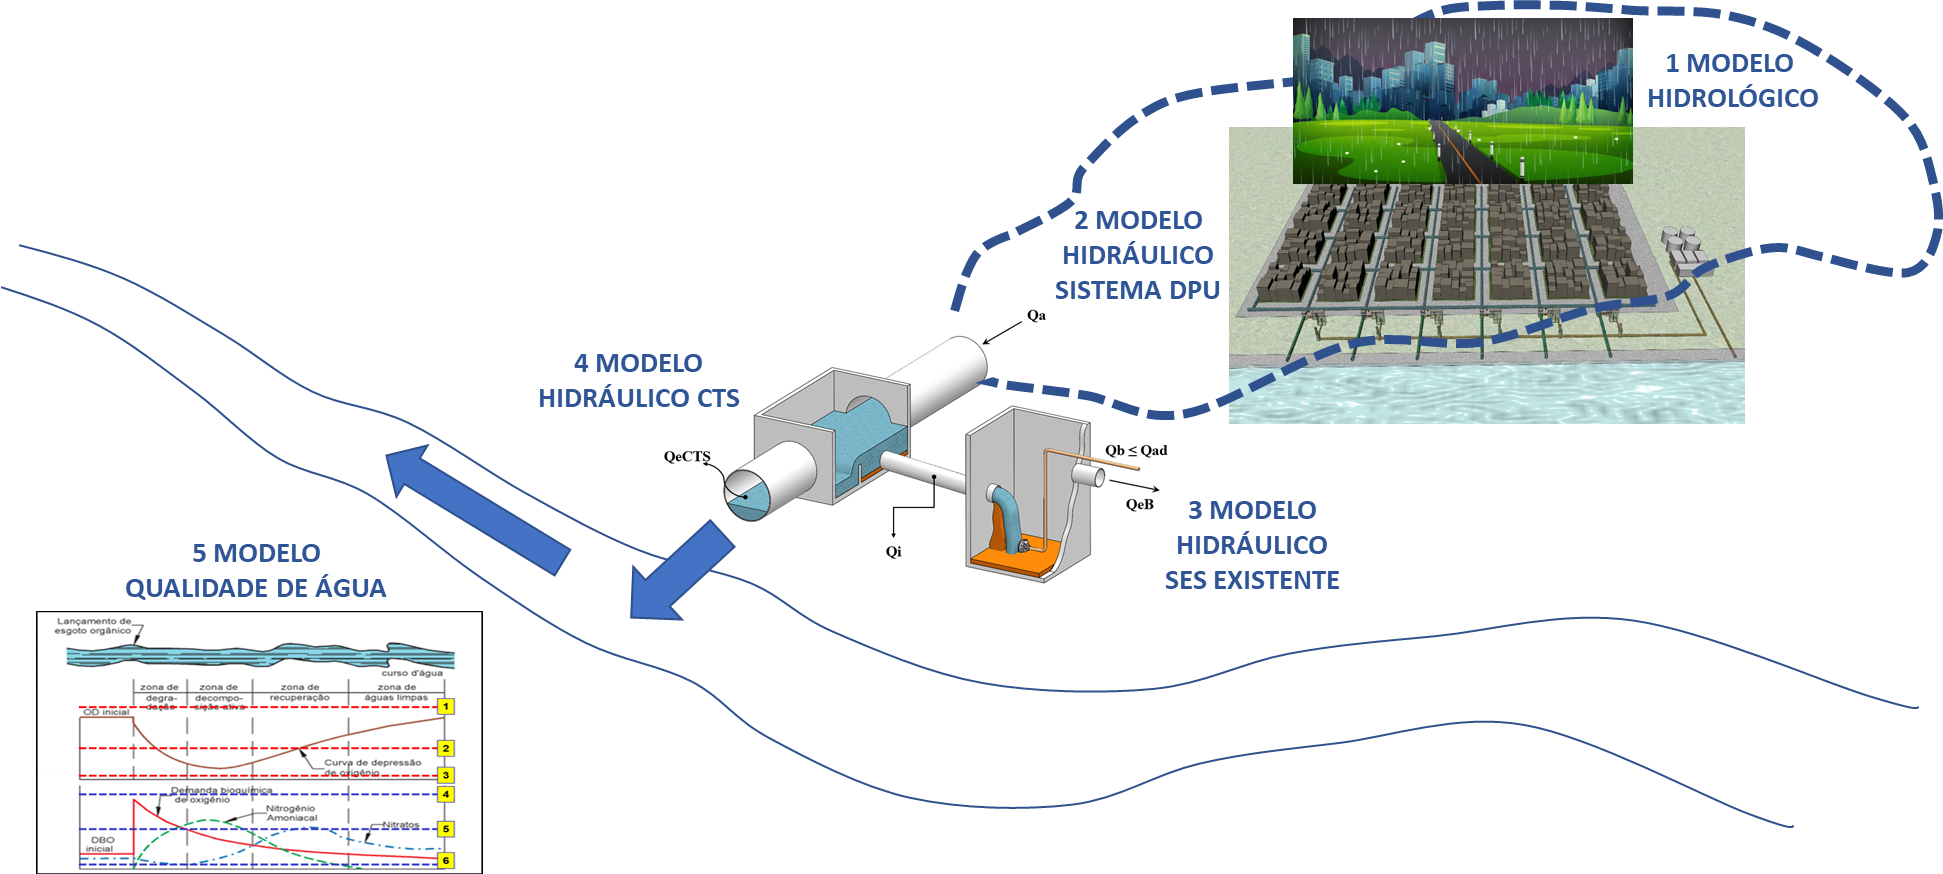 1 MODELO
HIDROLÓGICO
2 MODELO
HIDRÁULICO
SISTEMA DPU
Qa
4 MODELO
HIDRÁULICO CTS
QeCTS
Qb ≤ Qad
QeB
Qi
3 MODELO
HIDRÁULICO
SES EXISTENTE
5 MODELO
QUALIDADE DE ÁGUA
Lançamento de
esgoto orgânico
curso d'água
zona de
degra-
dação
zona de
decompo-
sição ativa
zona de
recuperação
zona de
águas limpas
OD inicial
1
2
Curva de depressão
de oxigênio
3
4
Demanda bioquímica
de oxigênio
Nitrogênio
Amoniacal
Nitratos
5
DBO
inicial
6